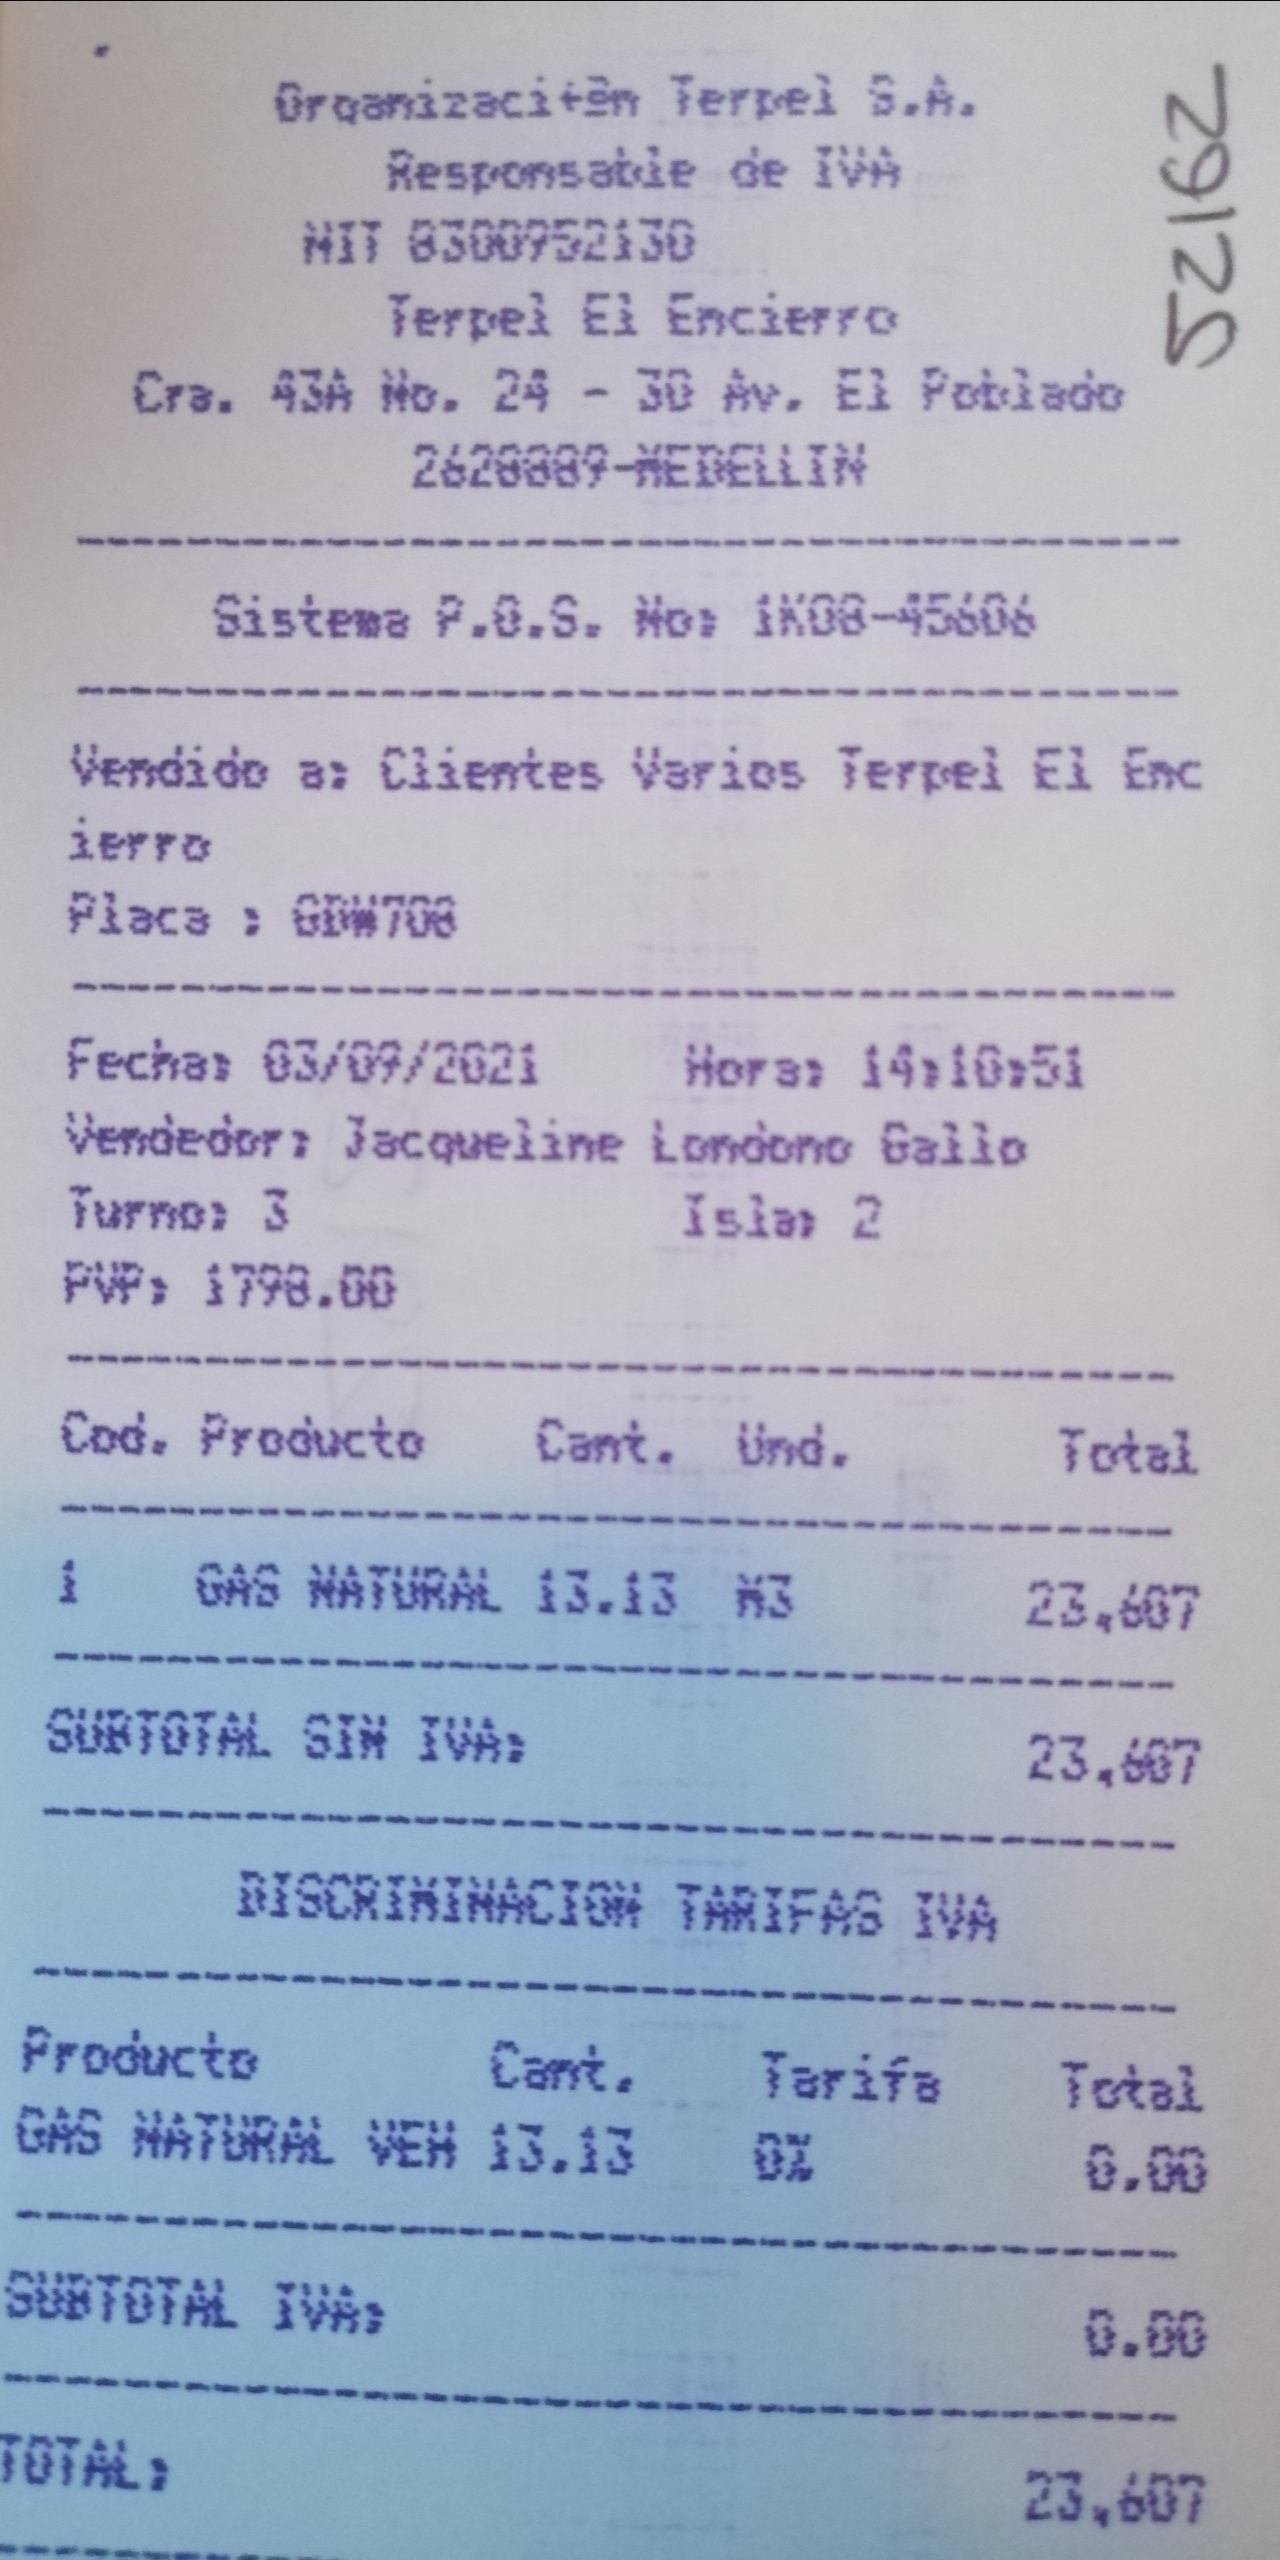 Organizaci+ên Terpel S.A.
Responsable de IVA
NIT 8300952130
Terpel El Encierro
Cra. 43A No. 24 - 30 Av. El Poblado
2628889-MEDELLIN
Sistema P.O.S. No: 1K08-45606
Vendido a: Clientes Varios Terpel El Enc
ierro
Placa : GDW708
Fecha: 03/09/2021 Hora: 14:10:51
Vendedor: Jacqueline Londono Gallo
Turno: 3 Isla: 2
PVP: 1798.00
Cod. Producto Cant. Und. Total
1 GAS NATURAL 13.13 M3 23,607
SUBTOTAL SIN IVA: 23,607
DISCRIMINACION TARIFAS IVA
Producto Cant. Tarifa Total
GAS NATURAL VEH 13.13 0% 0.00
SUBTOTAL IVA: 0.00
TOTAL: 23,607
52192